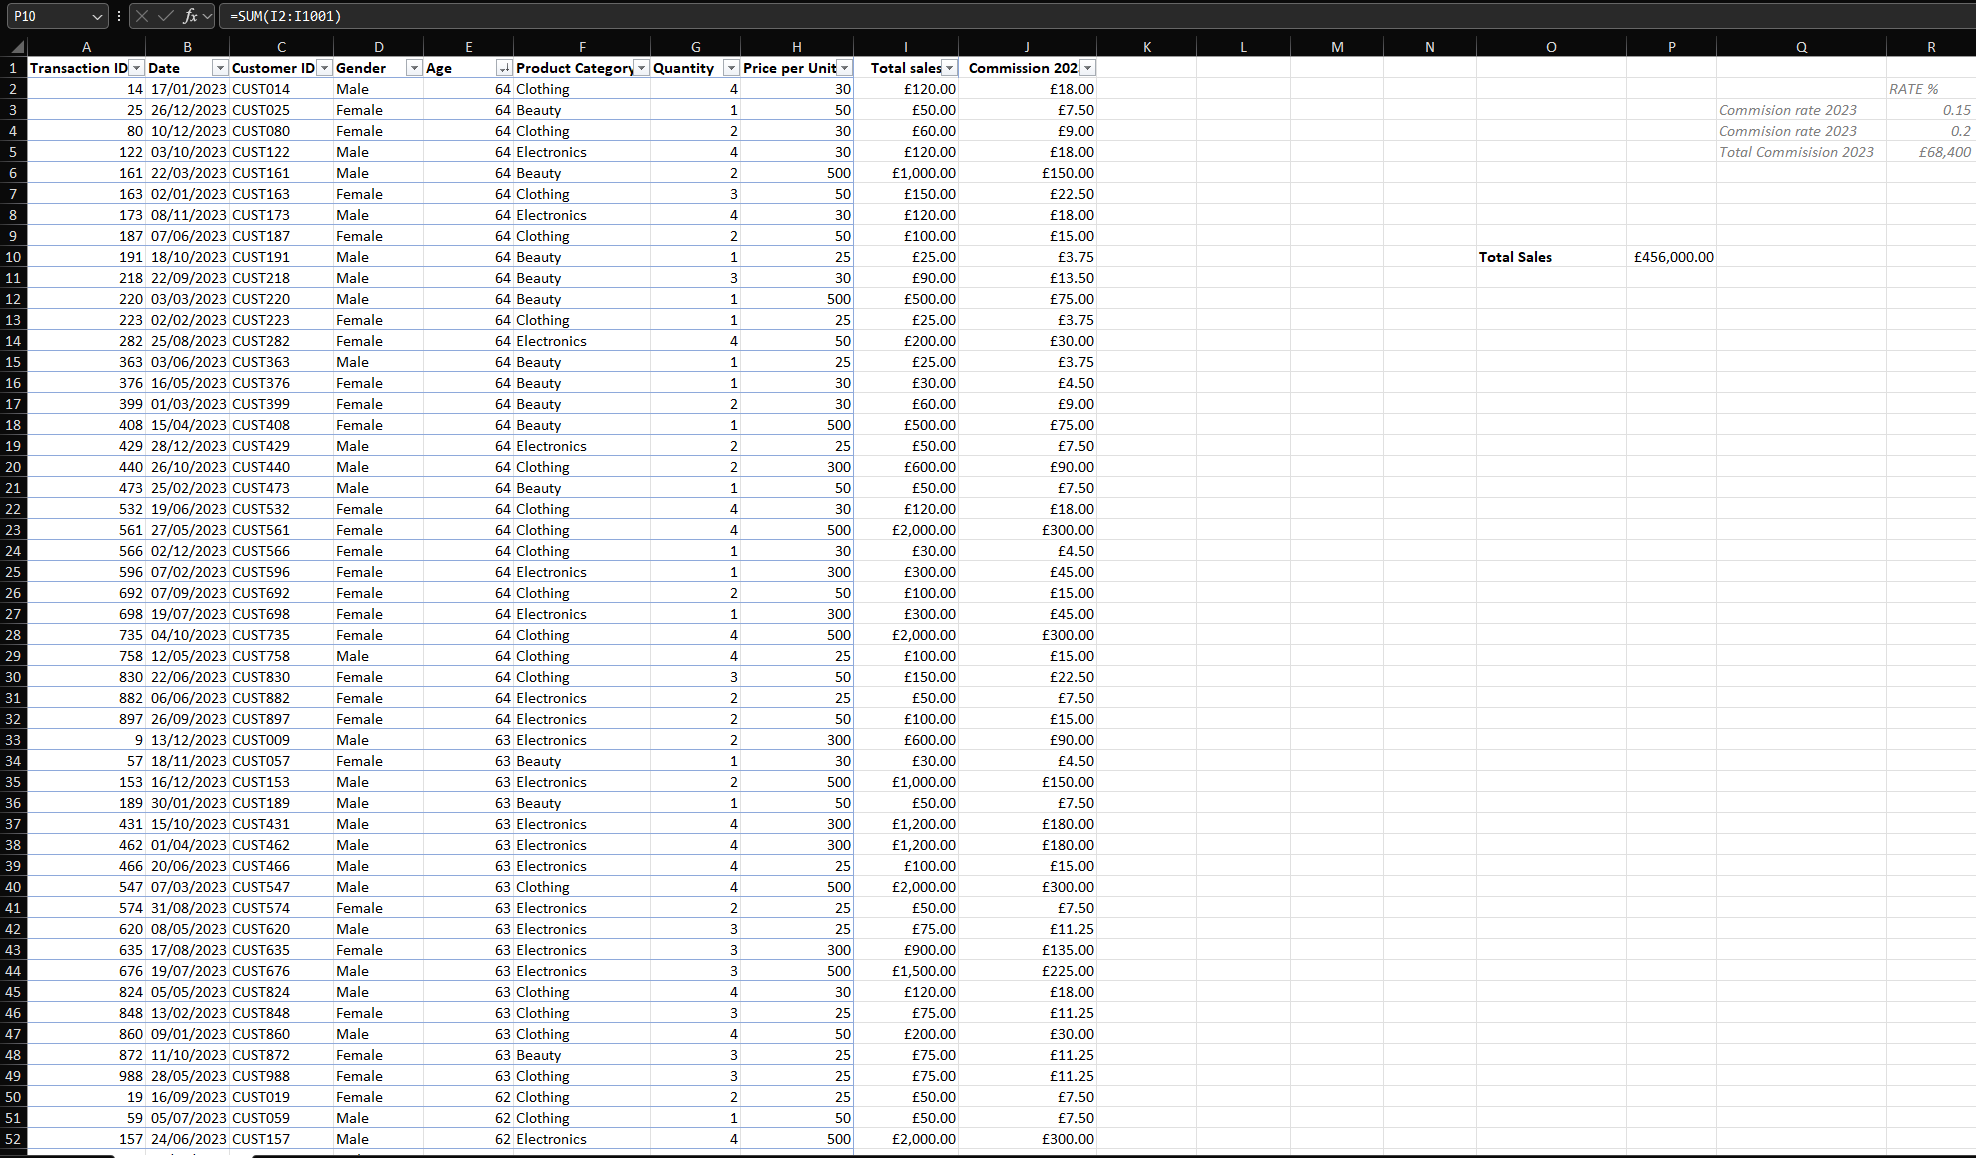 P10 =SUM(I2:I1001)
A B C D E F G H I J K L M N O P Q R
1 Transaction ID Date Customer ID Gender Age Product Category Quantity Price per Unit Total sales Commission 202
2 14 17/01/2023 CUST014 Male 64 Clothing 4 30 £120.00 £18.00 RATE %
3 25 26/12/2023 CUST025 Female 64 Beauty 1 50 £50.00 £7.50 Commision rate 2023 0.15
4 80 10/12/2023 CUST080 Female 64 Clothing 2 30 £60.00 £9.00 Commision rate 2023 0.2
5 122 03/10/2023 CUST122 Male 64 Electronics 4 30 £120.00 £18.00 Total Commisision 2023 £68,400
6 161 22/03/2023 CUST161 Male 64 Beauty 2 500 £1,000.00 £150.00
7 163 02/01/2023 CUST163 Female 64 Clothing 3 50 £150.00 £22.50
8 173 08/11/2023 CUST173 Male 64 Electronics 4 30 £120.00 £18.00
9 187 07/06/2023 CUST187 Female 64 Clothing 2 50 £100.00 £15.00
10 191 18/10/2023 CUST191 Male 64 Beauty 1 25 £25.00 £3.75 Total Sales £456,000.00
11 218 22/09/2023 CUST218 Male 64 Beauty 3 30 £90.00 £13.50
12 220 03/03/2023 CUST220 Male 64 Beauty 1 500 £500.00 £75.00
13 223 02/02/2023 CUST223 Female 64 Clothing 1 25 £25.00 £3.75
14 282 25/08/2023 CUST282 Female 64 Electronics 4 50 £200.00 £30.00
15 363 03/06/2023 CUST363 Male 64 Beauty 1 25 £25.00 £3.75
16 376 16/05/2023 CUST376 Female 64 Beauty 1 30 £30.00 £4.50
17 399 01/03/2023 CUST399 Female 64 Beauty 2 30 £60.00 £9.00
18 408 15/04/2023 CUST408 Female 64 Beauty 1 500 £500.00 £75.00
19 429 28/12/2023 CUST429 Male 64 Electronics 2 25 £50.00 £7.50
20 440 26/10/2023 CUST440 Male 64 Clothing 2 300 £600.00 £90.00
21 473 25/02/2023 CUST473 Male 64 Beauty 1 50 £50.00 £7.50
22 532 19/06/2023 CUST532 Female 64 Clothing 4 30 £120.00 £18.00
23 561 27/05/2023 CUST561 Female 64 Clothing 4 500 £2,000.00 £300.00
24 566 02/12/2023 CUST566 Female 64 Clothing 1 30 £30.00 £4.50
25 596 07/02/2023 CUST596 Female 64 Electronics 1 300 £300.00 £45.00
26 692 07/09/2023 CUST692 Female 64 Clothing 2 50 £100.00 £15.00
27 698 19/07/2023 CUST698 Female 64 Electronics 1 300 £300.00 £45.00
28 735 04/10/2023 CUST735 Female 64 Clothing 4 500 £2,000.00 £300.00
29 758 12/05/2023 CUST758 Male 64 Clothing 4 25 £100.00 £15.00
30 830 22/06/2023 CUST830 Female 64 Clothing 3 50 £150.00 £22.50
31 882 06/06/2023 CUST882 Female 64 Electronics 2 25 £50.00 £7.50
32 897 26/09/2023 CUST897 Female 64 Electronics 2 50 £100.00 £15.00
33 9 13/12/2023 CUST009 Male 63 Electronics 2 300 £600.00 £90.00
34 57 18/11/2023 CUST057 Female 63 Beauty 1 30 £30.00 £4.50
35 153 16/12/2023 CUST153 Male 63 Electronics 2 500 £1,000.00 £150.00
36 189 30/01/2023 CUST189 Male 63 Beauty 1 50 £50.00 £7.50
37 431 15/10/2023 CUST431 Male 63 Electronics 4 300 £1,200.00 £180.00
38 462 01/04/2023 CUST462 Male 63 Electronics 4 300 £1,200.00 £180.00
39 466 20/06/2023 CUST466 Male 63 Electronics 4 25 £100.00 £15.00
40 547 07/03/2023 CUST547 Male 63 Clothing 4 500 £2,000.00 £300.00
41 574 31/08/2023 CUST574 Female 63 Electronics 2 25 £50.00 £7.50
42 620 08/05/2023 CUST620 Male 63 Electronics 3 25 £75.00 £11.25
43 635 17/08/2023 CUST635 Female 63 Electronics 3 300 £900.00 £135.00
44 676 19/07/2023 CUST676 Male 63 Electronics 3 500 £1,500.00 £225.00
45 824 05/05/2023 CUST824 Male 63 Clothing 4 30 £120.00 £18.00
46 848 13/02/2023 CUST848 Female 63 Clothing 3 25 £75.00 £11.25
47 860 09/01/2023 CUST860 Male 63 Clothing 4 50 £200.00 £30.00
48 872 11/10/2023 CUST872 Female 63 Beauty 3 25 £75.00 £11.25
49 988 28/05/2023 CUST988 Female 63 Clothing 3 25 £75.00 £11.25
50 19 16/09/2023 CUST019 Female 62 Clothing 2 25 £50.00 £7.50
51 59 05/07/2023 CUST059 Male 62 Clothing 1 50 £50.00 £7.50
52 157 24/06/2023 CUST157 Male 62 Electronics 4 500 £2,000.00 £300.00